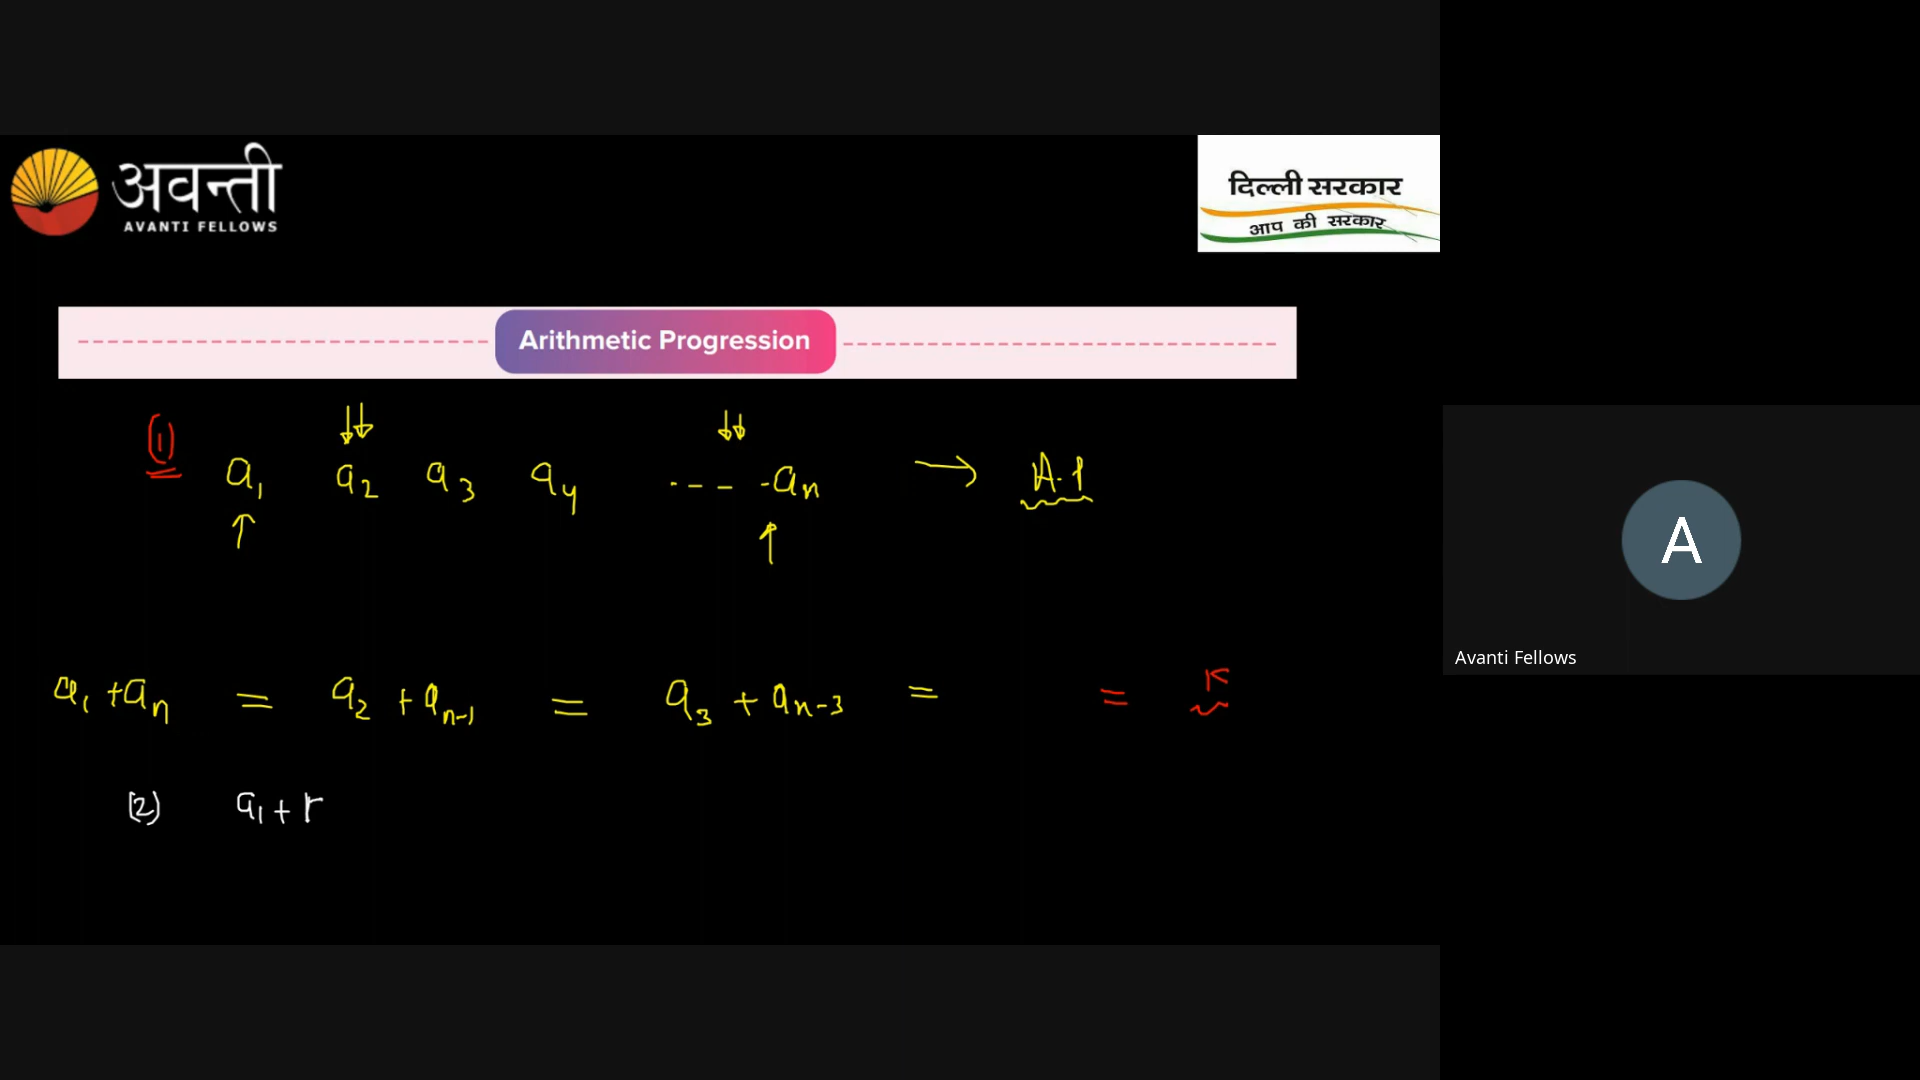 अवन्ती
AVANTI FELLOWS
दिल्ली सरकार
आप की सरकार
Arithmetic Progression
(1) a₁ a₂ a₃ a₄ ---- aₙ → A.P
a₁ + aₙ = a₂ + aₙ₋₁ = a₃ + aₙ₋₃ = = K
(2) a₁ + r
A
Avanti Fellows